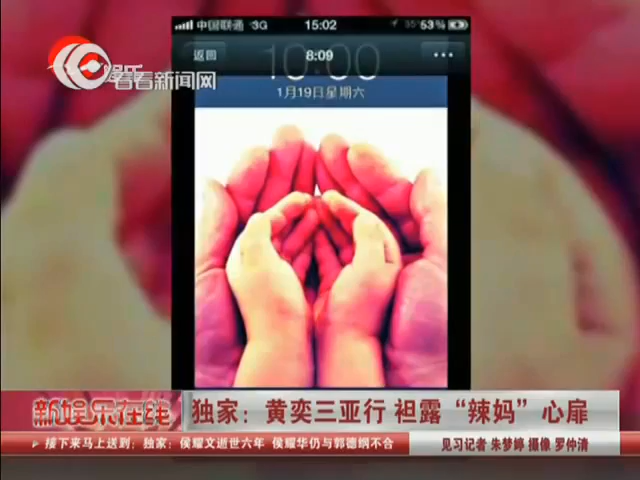 中国联通 3G 15:02 53%
返回 8:09
10:00
1月19日星期六
看看新闻网
新娱乐在线
独家：黄奕三亚行 袒露“辣妈”心扉
接下来马上送到：独家：侯耀文逝世六年 侯耀华仍与郭德纲不合
见习记者 朱梦婷 摄像 罗仲清